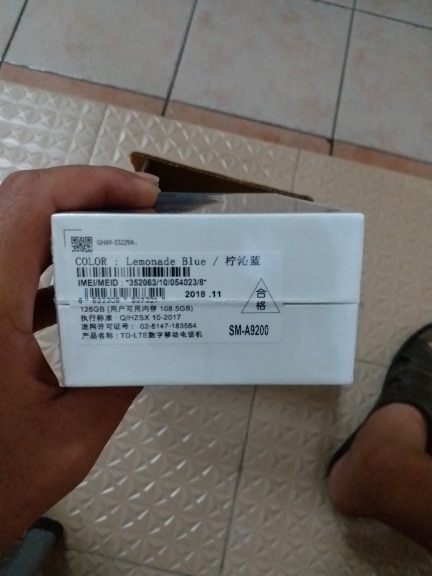 GH69-33229A
COLOR : Lemonade Blue / 柠沁蓝
IMEI/MEID : *352063/10/054023/8*
2018 .11
合格
128GB (用户可用内存 108.5GB)
执行标准 : Q/HZSX 10-2017
进网许可证号 : 02-8147-183564
产品名称 : TD-LTE数字移动电话机
SM-A9200